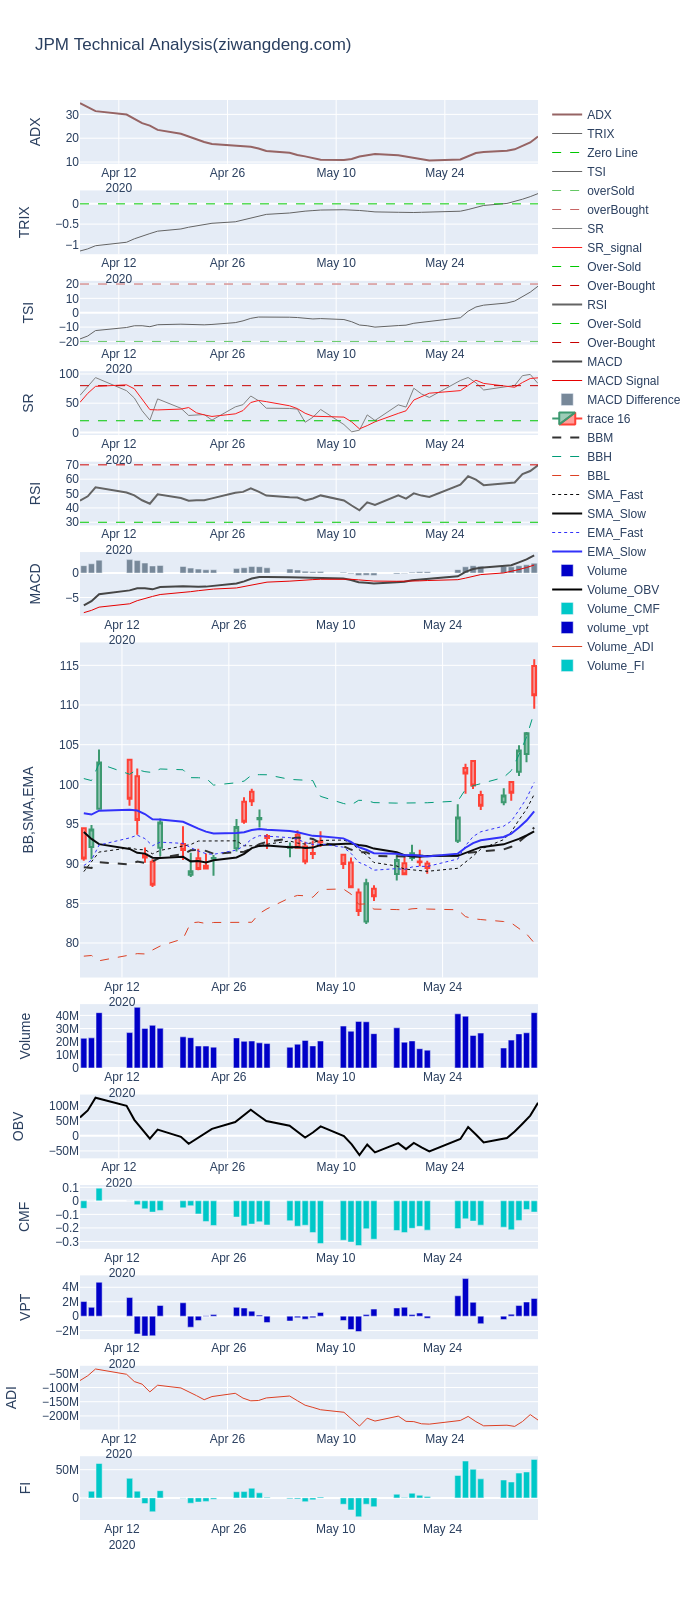 JPM Technical Analysis(ziwangdeng.com)
ADX
30
20
10
Apr 12
2020
Apr 26
May 10
May 24
TRIX
0
−0.5
−1
Apr 12
2020
Apr 26
May 10
May 24
TSI
20
10
0
−10
−20
Apr 12
2020
Apr 26
May 10
May 24
SR
100
50
0
Apr 12
2020
Apr 26
May 10
May 24
RSI
70
60
50
40
30
Apr 12
2020
Apr 26
May 10
May 24
MACD
0
−5
Apr 12
2020
Apr 26
May 10
May 24
BB,SMA,EMA
115
110
105
100
95
90
85
80
Apr 12
2020
Apr 26
May 10
May 24
Volume
40M
30M
20M
10M
0
Apr 12
2020
Apr 26
May 10
May 24
OBV
100M
50M
0
−50M
Apr 12
2020
Apr 26
May 10
May 24
CMF
0.1
0
−0.1
−0.2
−0.3
Apr 12
2020
Apr 26
May 10
May 24
VPT
4M
2M
0
−2M
Apr 12
2020
Apr 26
May 10
May 24
ADI
−50M
−100M
−150M
−200M
Apr 12
2020
Apr 26
May 10
May 24
FI
50M
0
Apr 12
2020
Apr 26
May 10
May 24
ADX
TRIX
Zero Line
TSI
overSold
overBought
SR
SR_signal
Over-Sold
Over-Bought
RSI
Over-Sold
Over-Bought
MACD
MACD Signal
MACD Difference
trace 16
BBM
BBH
BBL
SMA_Fast
SMA_Slow
EMA_Fast
EMA_Slow
Volume
Volume_OBV
Volume_CMF
volume_vpt
Volume_ADI
Volume_FI